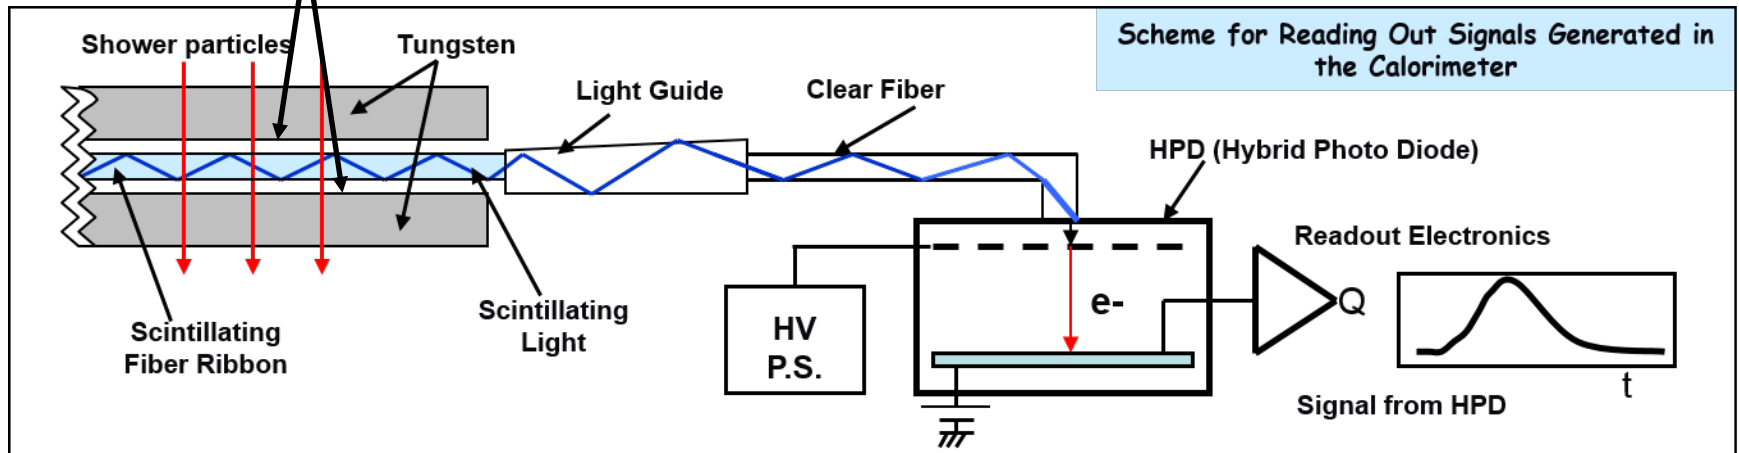 Scheme for Reading Out Signals Generated in
the Calorimeter
Shower particles
Tungsten
Light Guide
Clear Fiber
HPD (Hybrid Photo Diode)
Readout Electronics
Scintillating
Fiber Ribbon
Scintillating
Light
HV
P.S.
e-
Q
t
Signal from HPD